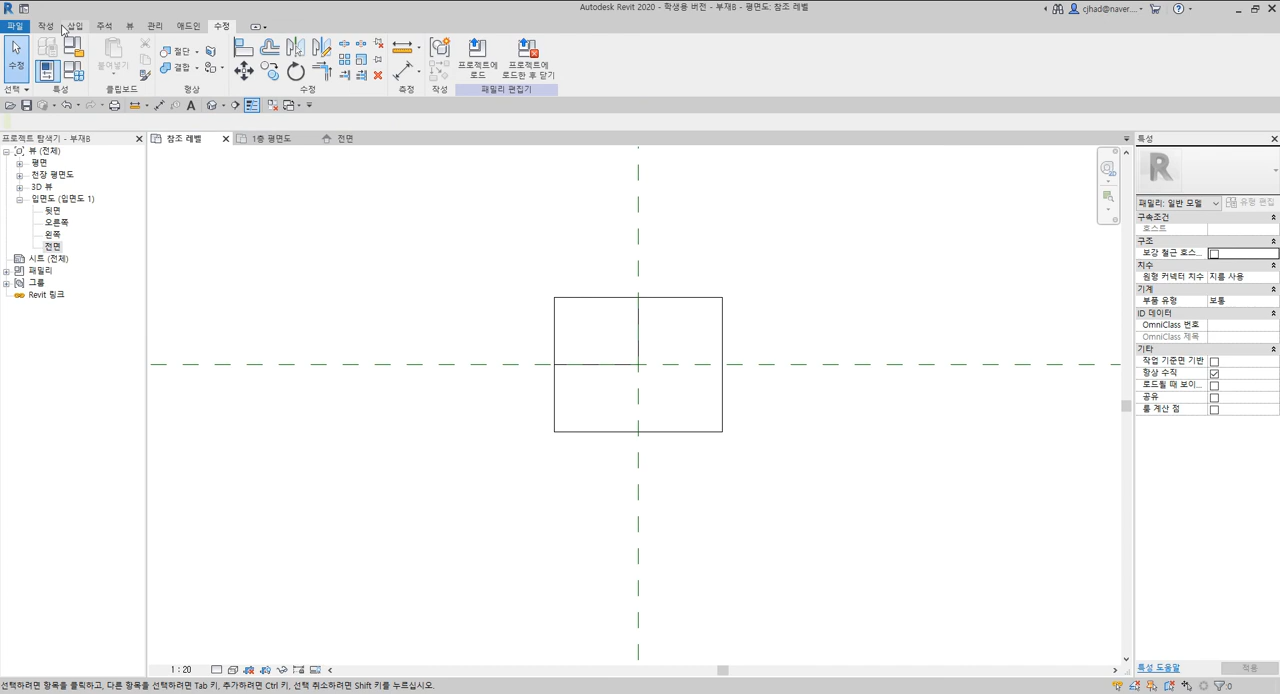 Autodesk Revit 2020 - 학생용 버전 - 부재B - 평면도: 참조 레벨
cjhad@naver....
파일 작성 삽입 주석 뷰 관리 애드인 수정
수정
붙여넣기
절단
결합
프로젝트에 로드
프로젝트에 로드한 후 닫기
선택 특성 클립보드 형상 수정 측정 작성 패밀리 편집기
프로젝트 탐색기 - 부재B
참조 레벨
1층 평면도
전면
특성
뷰 (전체)
평면
천장 평면도
3D 뷰
입면도 (입면도 1)
뒷면
오른쪽
왼쪽
전면
시트 (전체)
패밀리
그룹
Revit 링크
2D
R
패밀리: 일반 모델
유형 편집
구속조건
호스트
구조
보강 철근 호스...
치수
원형 커넥터 치수 지름 사용
기계
부품 유형 보통
ID 데이터
OmniClass 번호
OmniClass 제목
기타
작업 기준면 기반
항상 수직
로드될 때 보이...
공유
룸 계산 점
특성 도움말
적용
1 : 20
선택하려면 항목을 클릭하고, 다른 항목을 선택하려면 Tab 키, 추가하려면 Ctrl 키, 선택 취소하려면 Shift 키를 누르십시오.
:0